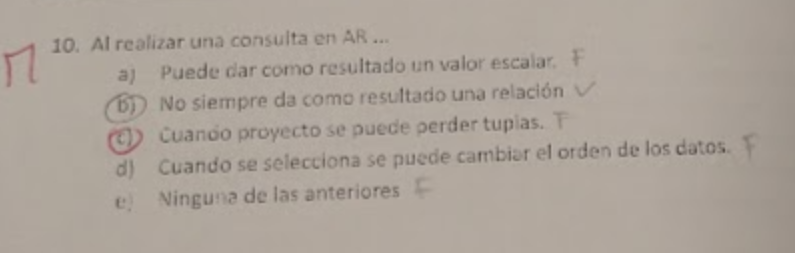 10. Al realizar una consulta en AR ...
a) Puede dar como resultado un valor escalar. F
b) No siempre da como resultado una relación ✓
c) Cuando proyecto se puede perder tuplas. F
d) Cuando se selecciona se puede cambiar el orden de los datos. F
e) Ninguna de las anteriores F